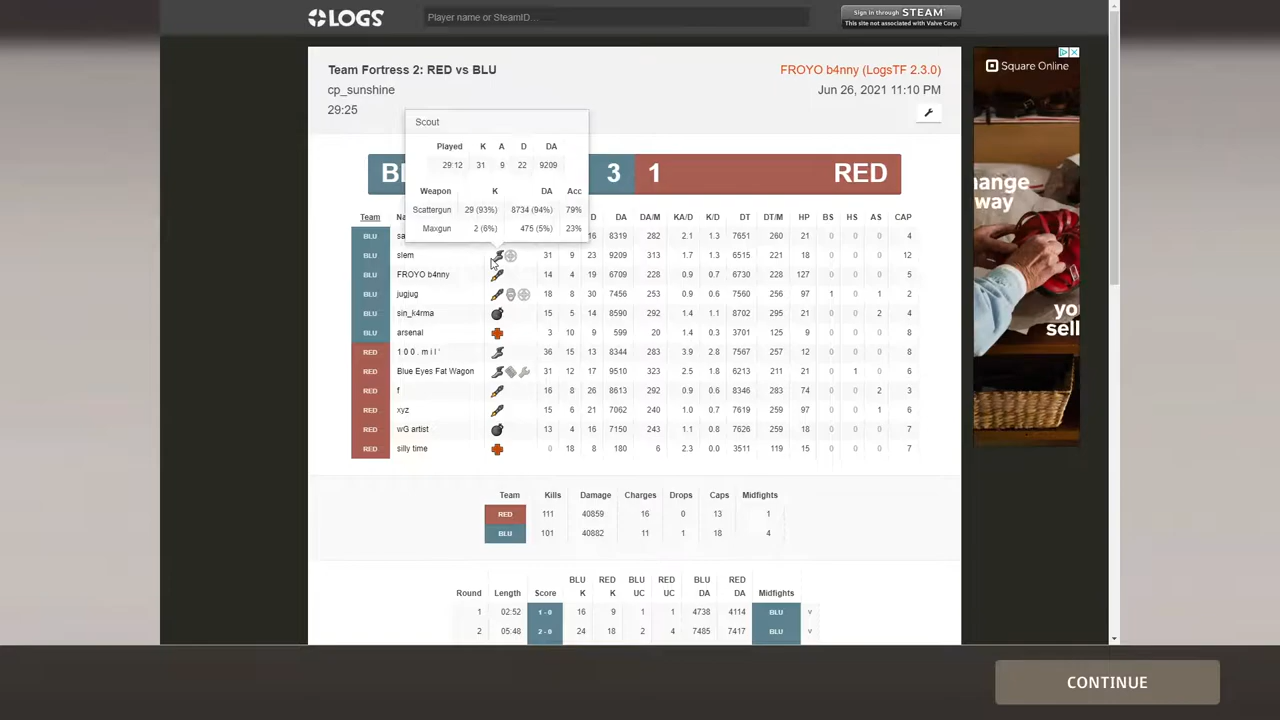 LOGS
Player name or SteamID...
Sign in through STEAM
This site not associated with Valve Corp.
Team Fortress 2: RED vs BLU
FROYO b4nny (LogsTF 2.3.0)
cp_sunshine
Jun 26, 2021 11:10 PM
29:25
Scout
Played K A D DA
29:12 31 9 22 9209
Weapon K DA Acc
Scattergun 29 (93%) 8734 (94%) 79%
Maxgun 2 (6%) 475 (5%) 23%
3 1 RED
Team D DA DA/M KA/D K/D DT DT/M HP BS HS AS CAP
BLU 16 8319 282 2.1 1.3 7651 260 21 0 0 0 4
BLU slem 31 9 23 9209 313 1.7 1.3 6515 221 18 0 0 0 12
BLU FROYO b4nny 14 4 19 6709 228 0.9 0.7 6730 228 127 0 0 0 5
BLU jugjug 18 8 30 7456 253 0.9 0.6 7560 256 97 1 0 1 2
BLU sin_k4rma 15 5 14 8590 292 1.4 1.1 8702 295 21 0 0 2 4
BLU arsenal 3 10 9 599 20 1.4 0.3 3701 125 9 0 0 0 8
RED 1 0 0 . m i l ' 36 15 13 8344 283 3.9 2.8 7567 257 12 0 0 0 8
RED Blue Eyes Fat Wagon 31 12 17 9510 323 2.5 1.8 6213 211 21 0 1 0 6
RED f 16 8 26 8613 292 0.9 0.6 8346 283 74 0 0 2 3
RED xyz 15 6 21 7062 240 1.0 0.7 7619 259 97 0 0 1 6
RED wG artist 13 4 16 7150 243 1.1 0.8 7626 259 18 0 0 0 7
RED silly time 0 18 8 180 6 2.3 0.0 3511 119 15 0 0 0 7
Team Kills Damage Charges Drops Caps Midfights
RED 111 40859 16 0 13 1
BLU 101 40882 11 1 18 4
BLU RED BLU RED BLU RED
Round Length Score K K UC UC DA DA Midfights
1 02:52 1 - 0 16 9 1 1 4738 4114 BLU v
2 05:48 2 - 0 24 18 2 4 7485 7417 BLU v
Square Online
CONTINUE